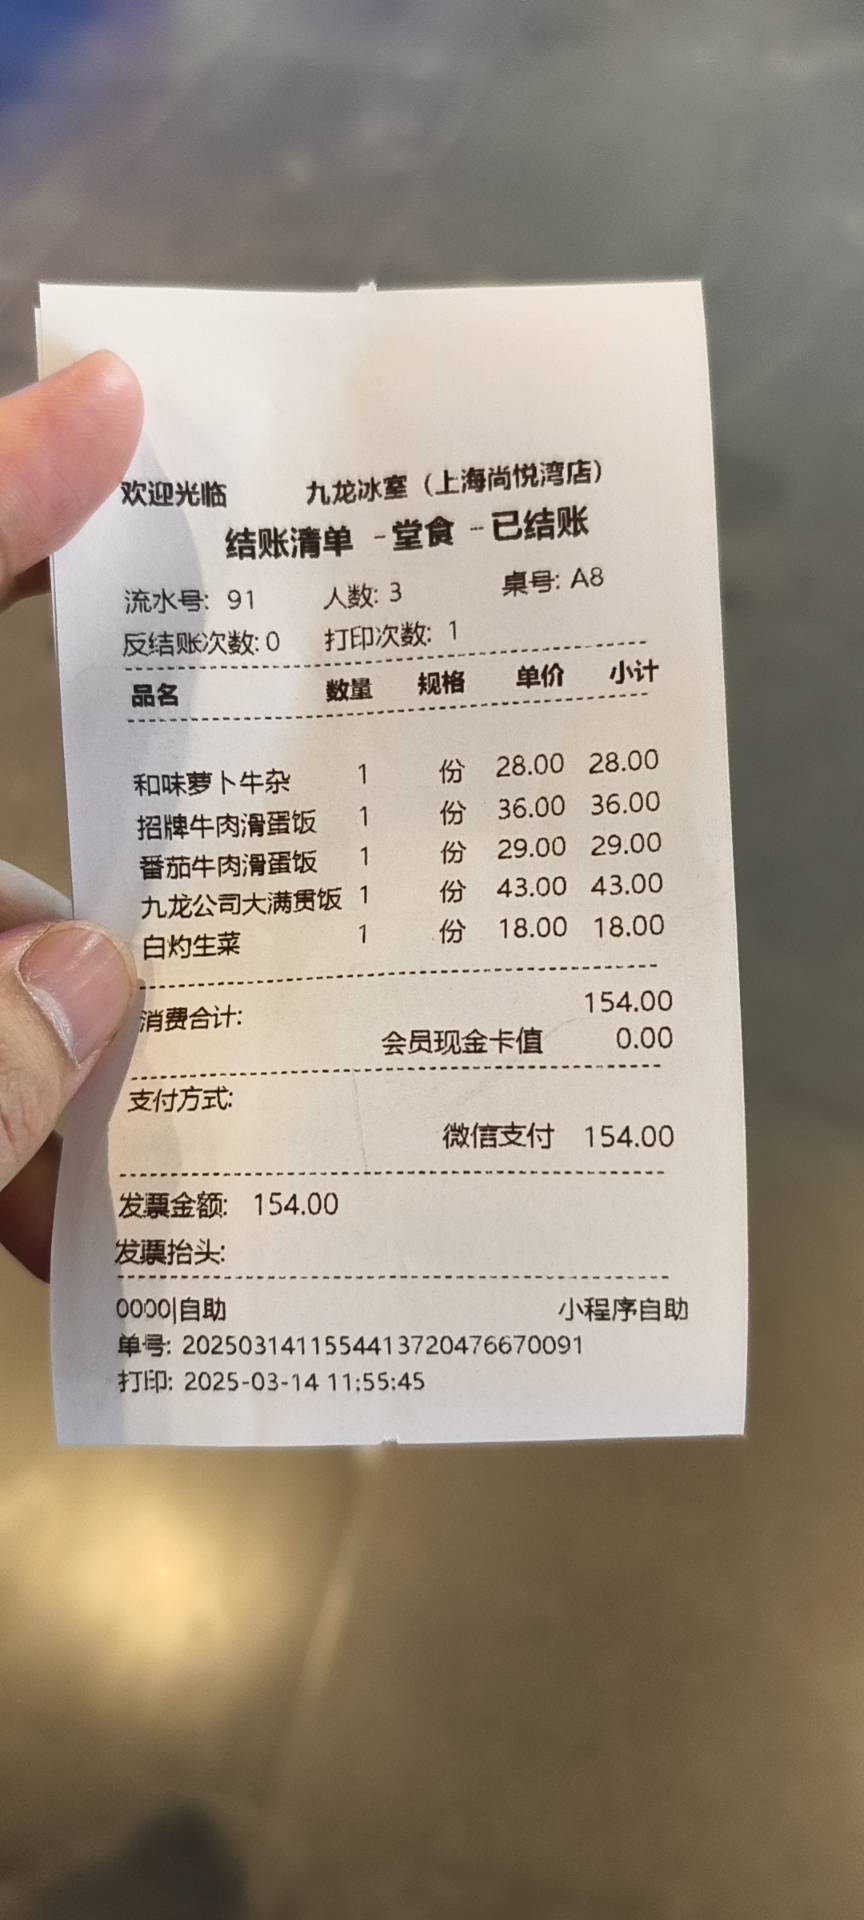 欢迎光临 九龙冰室（上海尚悦湾店）
结账清单 -堂食 -已结账
流水号: 91 人数: 3 桌号: A8
反结账次数: 0 打印次数: 1
品名 数量 规格 单价 小计
和味萝卜牛杂 1 份 28.00 28.00
招牌牛肉滑蛋饭 1 份 36.00 36.00
番茄牛肉滑蛋饭 1 份 29.00 29.00
九龙公司大满贯饭 1 份 43.00 43.00
白灼生菜 1 份 18.00 18.00
消费合计: 154.00
会员现金卡值 0.00
支付方式:
微信支付 154.00
发票金额: 154.00
发票抬头:
0000|自助 小程序自助
单号: 2025031411554413720476670091
打印: 2025-03-14 11:55:45